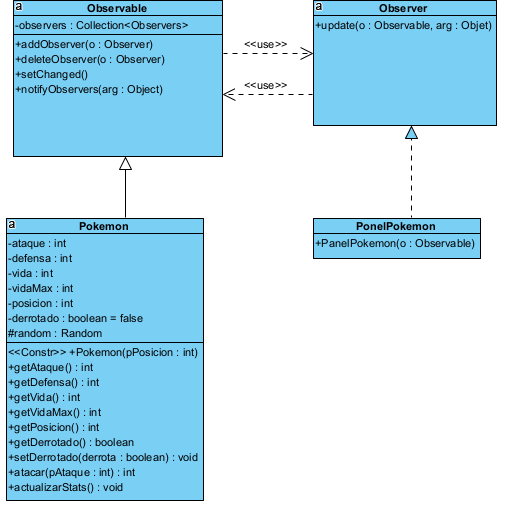 a
Observable
-observers : Collection<Observers>
+addObserver(o : Observer)
+deleteObserver(o : Observer)
+setChanged()
+notifyObservers(arg : Object)
<<use>>
<<use>>
a
Observer
+update(o : Observable, arg : Objet)
a
Pokemon
-ataque : int
-defensa : int
-vida : int
-vidaMax : int
-posicion : int
-derrotado : boolean = false
#random : Random
<<Constr>> +Pokemon(pPosicion : int)
+getAtaque() : int
+getDefensa() : int
+getVida() : int
+getVidaMax() : int
+getPosicion() : int
+getDerrotado() : boolean
+setDerrotado(derrota : boolean) : void
+atacar(pAtaque : int) : int
+actualizarStats() : void
PonelPokemon
+PanelPokemon(o : Observable)